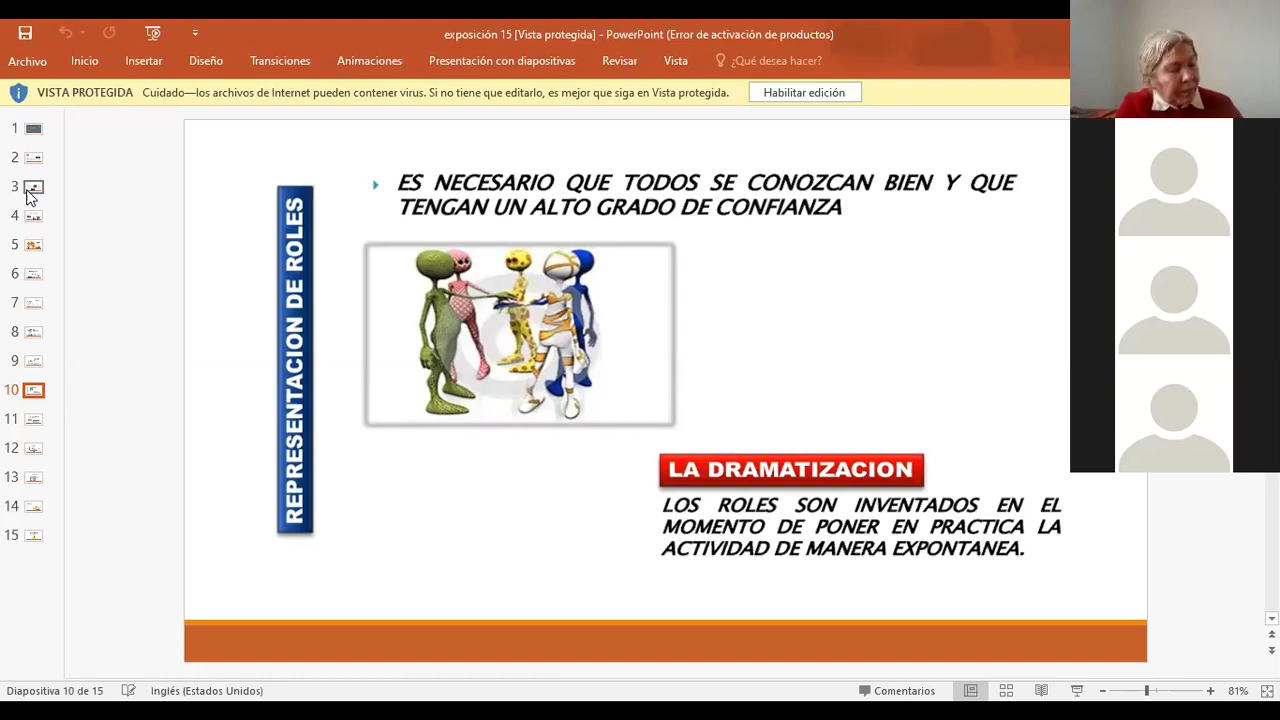 exposición 15 [Vista protegida] - PowerPoint (Error de activación de productos)
Archivo Inicio Insertar Diseño Transiciones Animaciones Presentación con diapositivas Revisar Vista ¿Qué desea hacer?
VISTA PROTEGIDA Cuidado—los archivos de Internet pueden contener virus. Si no tiene que editarlo, es mejor que siga en Vista protegida. Habilitar edición
1
2
3
4
5
6
7
8
9
10
11
12
13
14
15
REPRESENTACION DE ROLES
ES NECESARIO QUE TODOS SE CONOZCAN BIEN Y QUE
TENGAN UN ALTO GRADO DE CONFIANZA
LA DRAMATIZACION
LOS ROLES SON INVENTADOS EN EL
MOMENTO DE PONER EN PRACTICA LA
ACTIVIDAD DE MANERA EXPONTANEA.
Diapositiva 10 de 15 Inglés (Estados Unidos) Comentarios 81%